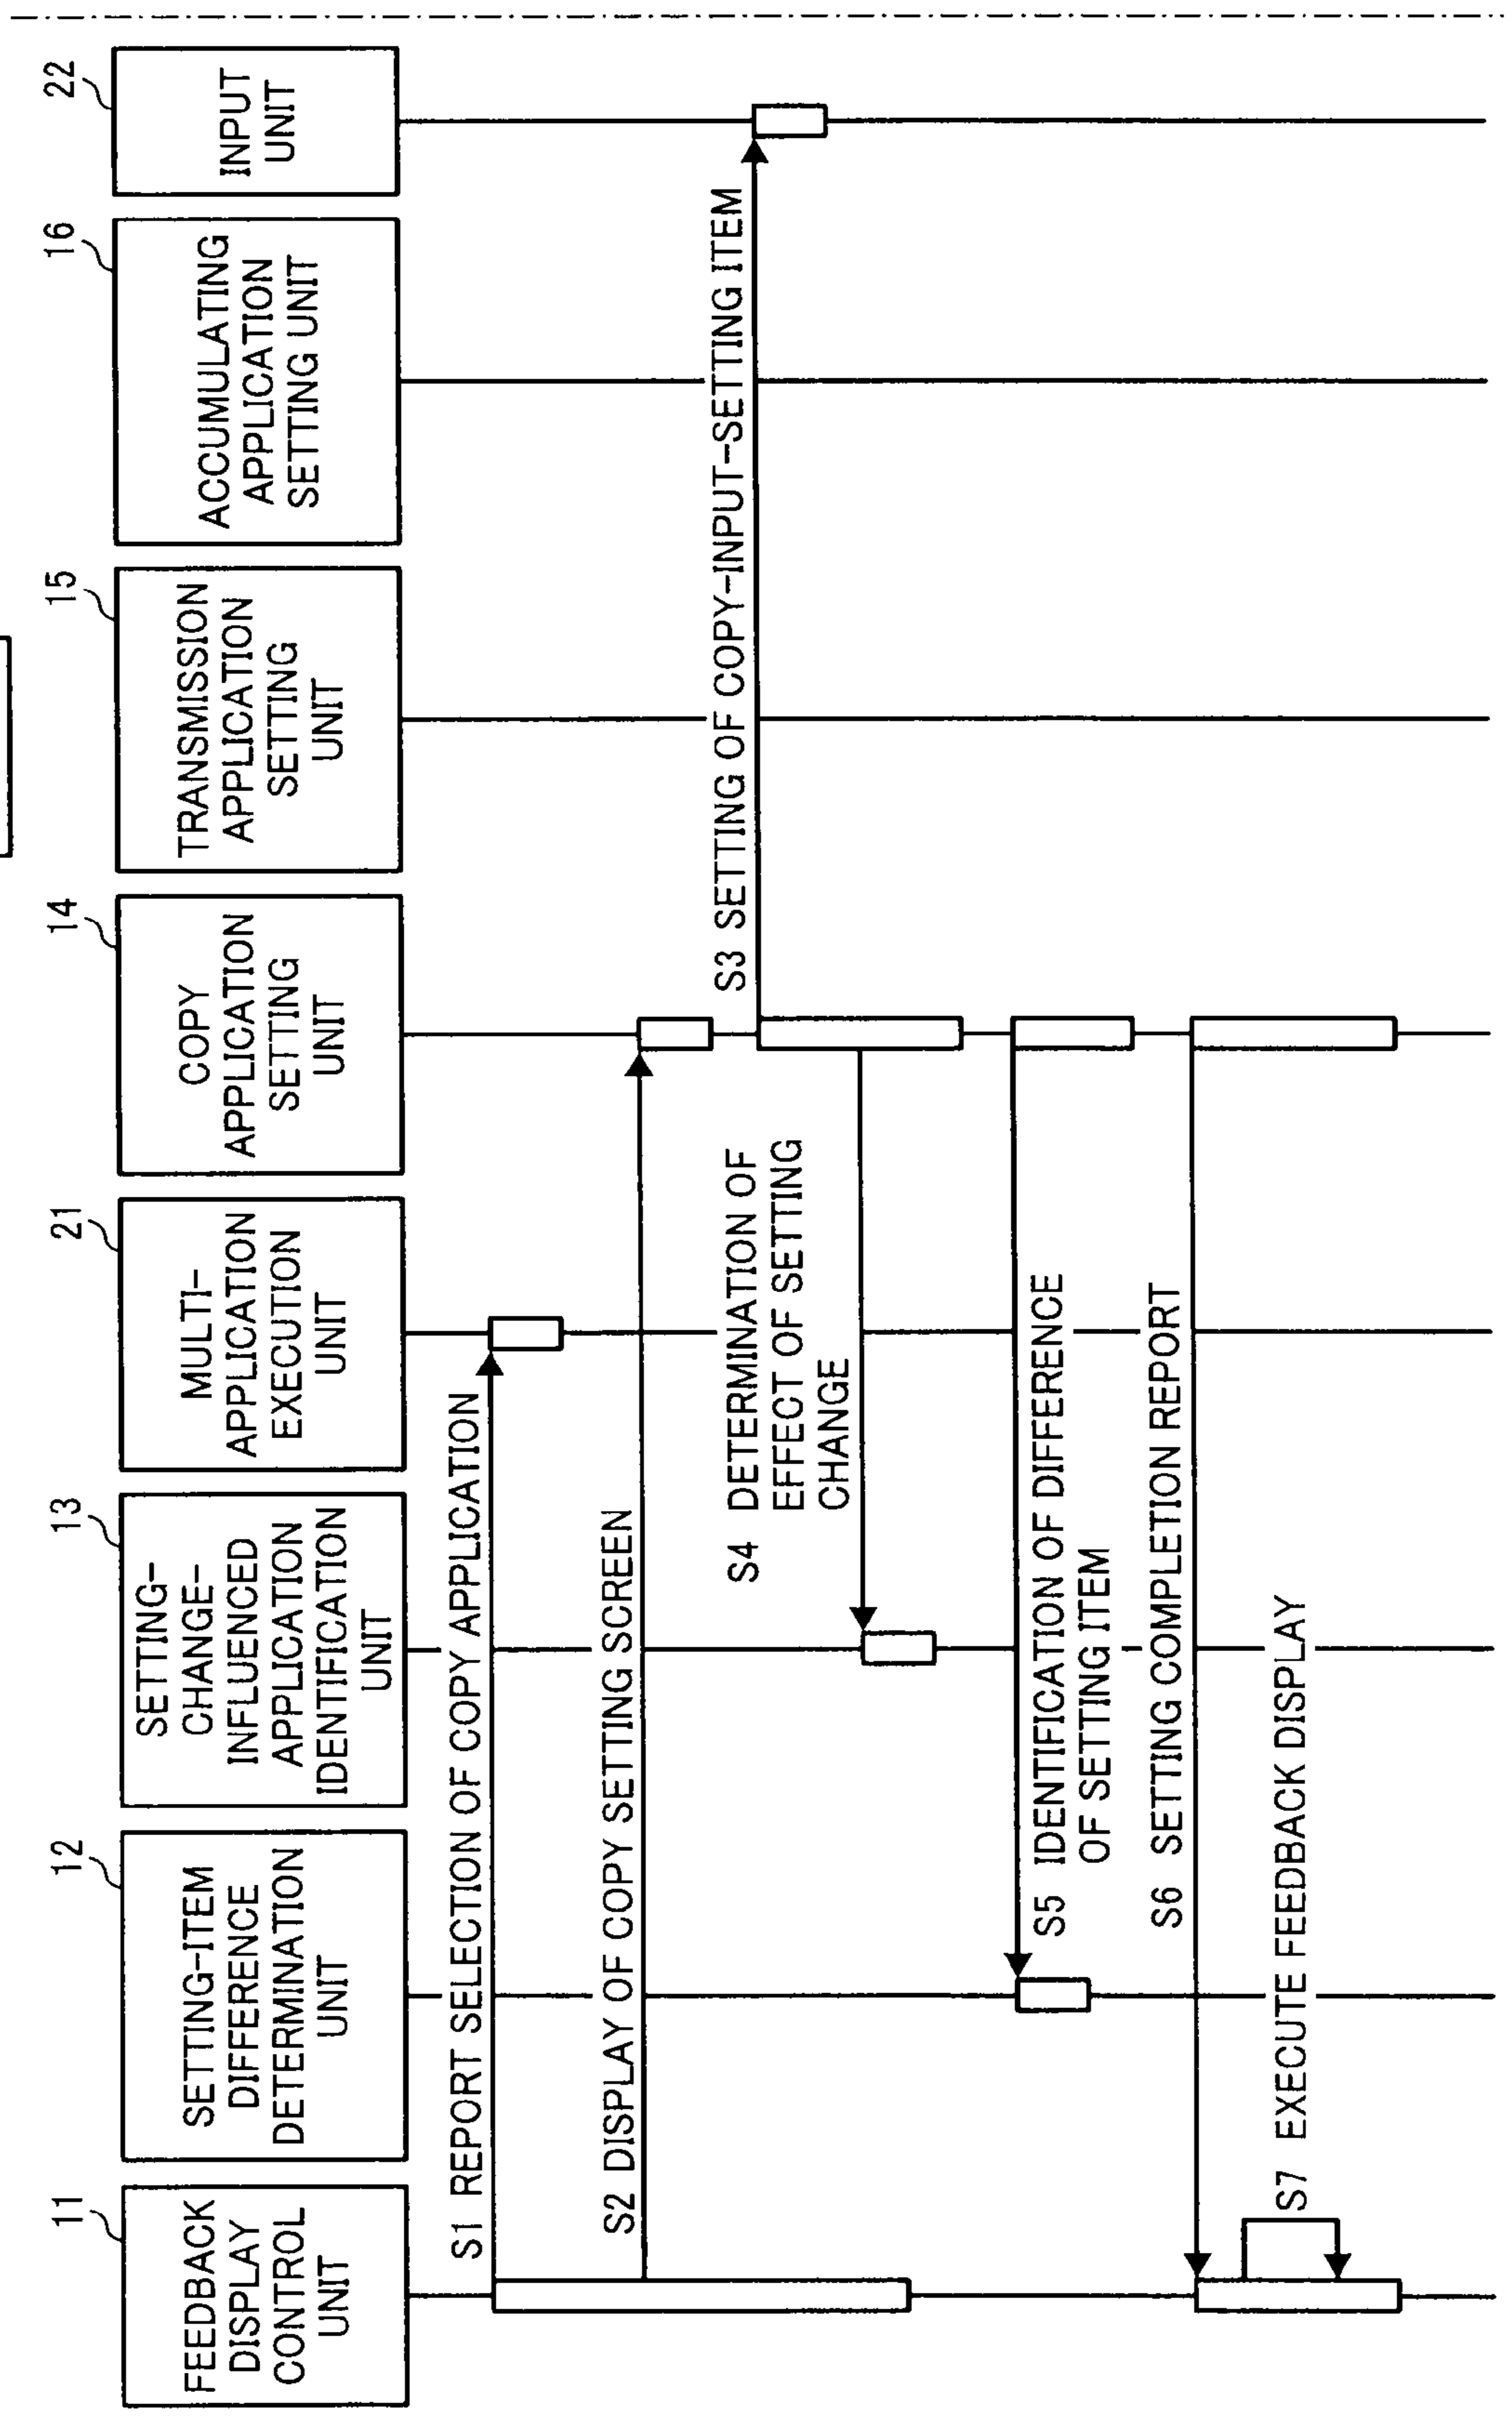 11
FEEDBACK
DISPLAY
CONTROL
UNIT
12
SETTING-ITEM
DIFFERENCE
DETERMINATION
UNIT
13
SETTING-
CHANGE-
INFLUENCED
APPLICATION
IDENTIFICATION
UNIT
21
MULTI-
APPLICATION
EXECUTION
UNIT
14
COPY
APPLICATION
SETTING
UNIT
15
TRANSMISSION
APPLICATION
SETTING
UNIT
16
ACCUMULATING
APPLICATION
SETTING UNIT
22
INPUT
UNIT
S1 REPORT SELECTION OF COPY APPLICATION
S2 DISPLAY OF COPY SETTING SCREEN
S3 SETTING OF COPY-INPUT-SETTING ITEM
S4 DETERMINATION OF
EFFECT OF SETTING
CHANGE
S5 IDENTIFICATION OF DIFFERENCE
OF SETTING ITEM
S6 SETTING COMPLETION REPORT
S7 EXECUTE FEEDBACK DISPLAY